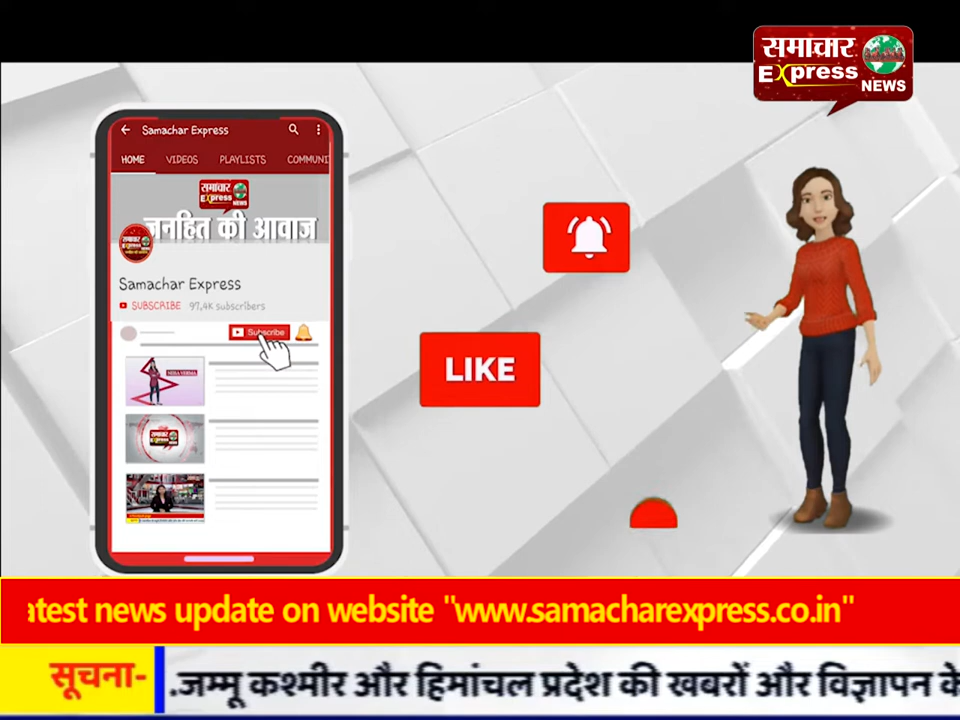 समाचार
Express
NEWS
Samachar Express
HOME VIDEOS PLAYLISTS COMMUNI
समाचार
Express
NEWS
जनहित की आवाज
Samachar Express
SUBSCRIBE 97.4K subscribers
Subscribe
LIKE
atest news update on website "www.samacharexpress.co.in"
सूचना- .जम्मू कश्मीर और हिमांचल प्रदेश की खबरों और विज्ञापन के